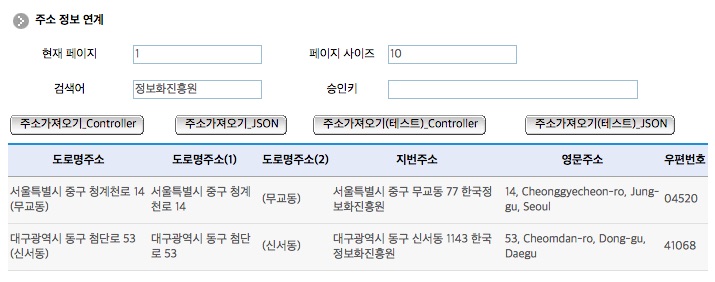 주소 정보 연계
현재 페이지 1 페이지 사이즈 10
검색어 정보화진흥원 승인키
주소가져오기_Controller 주소가져오기_JSON 주소가져오기(테스트)_Controller 주소가져오기(테스트)_JSON
도로명주소 도로명주소(1) 도로명주소(2) 지번주소 영문주소 우편번호
서울특별시 중구 청계천로 14 서울특별시 중구 청계 서울특별시 중구 무교동 77 한국정 14, Cheonggyecheon-ro, Jung-
(무교동) 천로 14 (무교동) 보화진흥원 gu, Seoul 04520
대구광역시 동구 첨단로 53 대구광역시 동구 첨단 대구광역시 동구 신서동 1143 한국 53, Cheomdan-ro, Dong-gu,
(신서동) 로 53 (신서동) 정보화진흥원 Daegu 41068